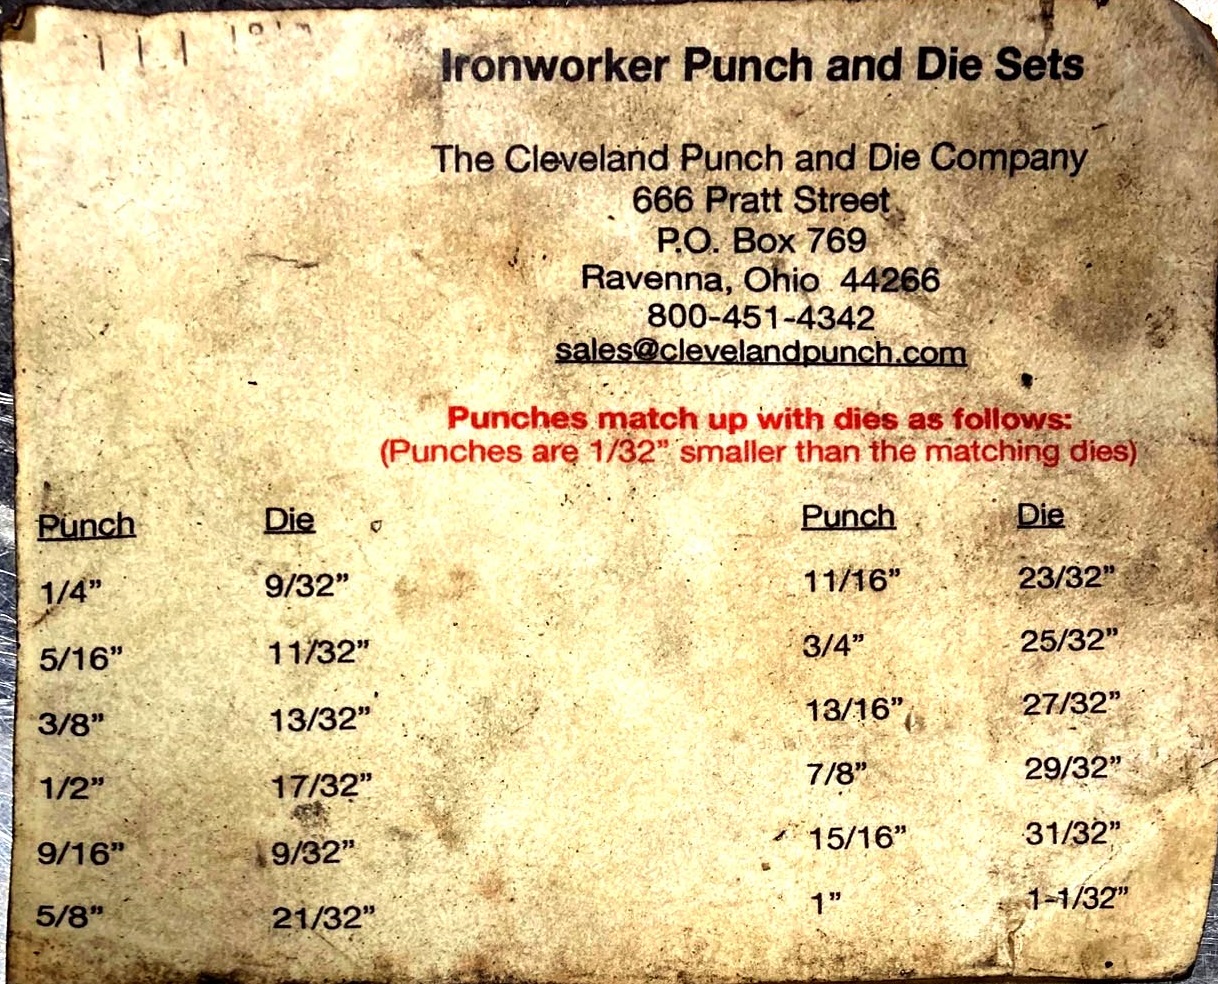 Ironworker Punch and Die Sets
The Cleveland Punch and Die Company
666 Pratt Street
P.O. Box 769
Ravenna, Ohio 44266
800-451-4342
sales@clevelandpunch.com
Punches match up with dies as follows:
(Punches are 1/32” smaller than the matching dies)
Punch Die Punch Die
1/4” 9/32” 11/16” 23/32”
5/16” 11/32” 3/4” 25/32”
3/8” 13/32” 13/16” 27/32”
1/2” 17/32” 7/8” 29/32”
9/16” 9/32” 15/16” 31/32”
5/8” 21/32” 1” 1-1/32”